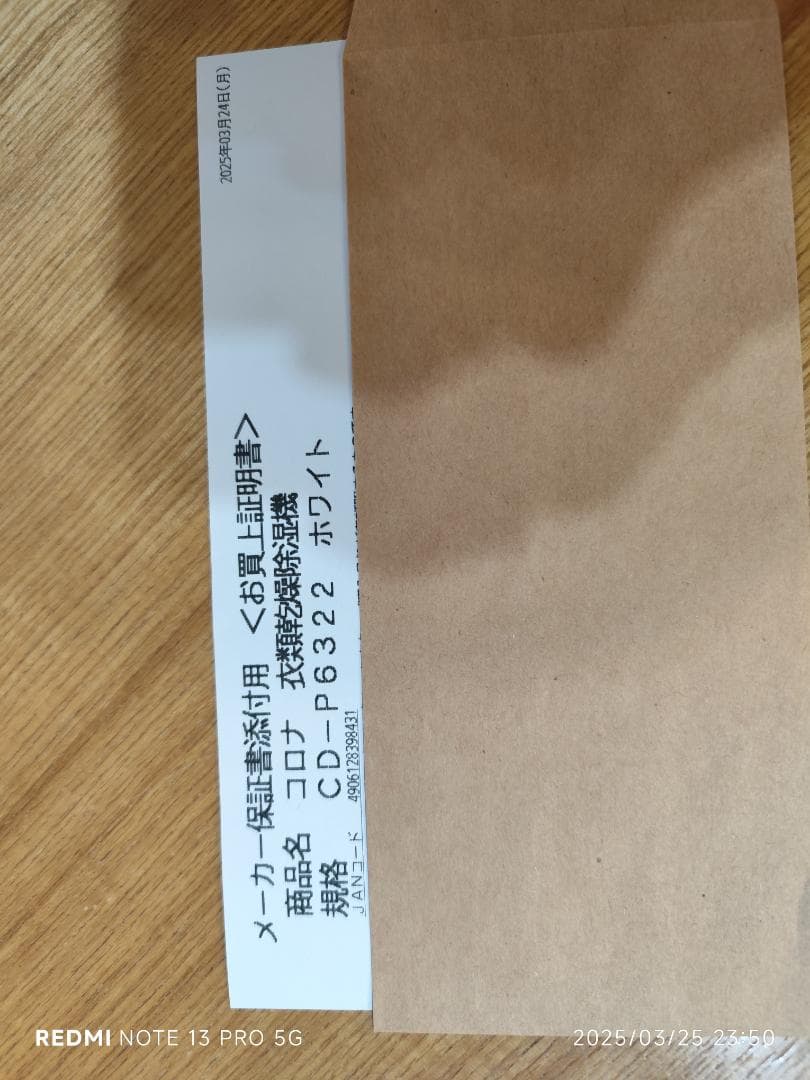 2025年03月24日(月)
メーカー保証書添付用 <お買上証明書>
商品名 コロナ 衣類乾燥除湿機
規格 CD－P6322 ホワイト
JANコード 4906128398431
REDMI NOTE 13 PRO 5G
2025/03/25 23:50